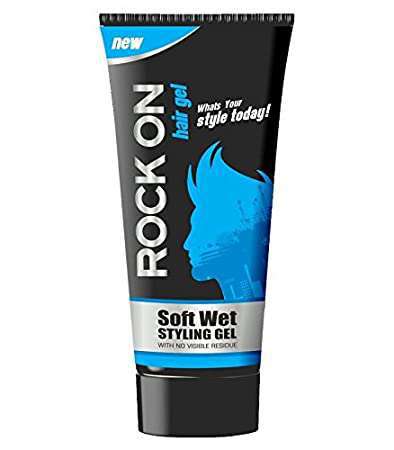 new
ROCK ON
hair gel
Whats Your
style today!
Soft Wet
STYLING GEL
WITH NO VISIBLE RESIDUE